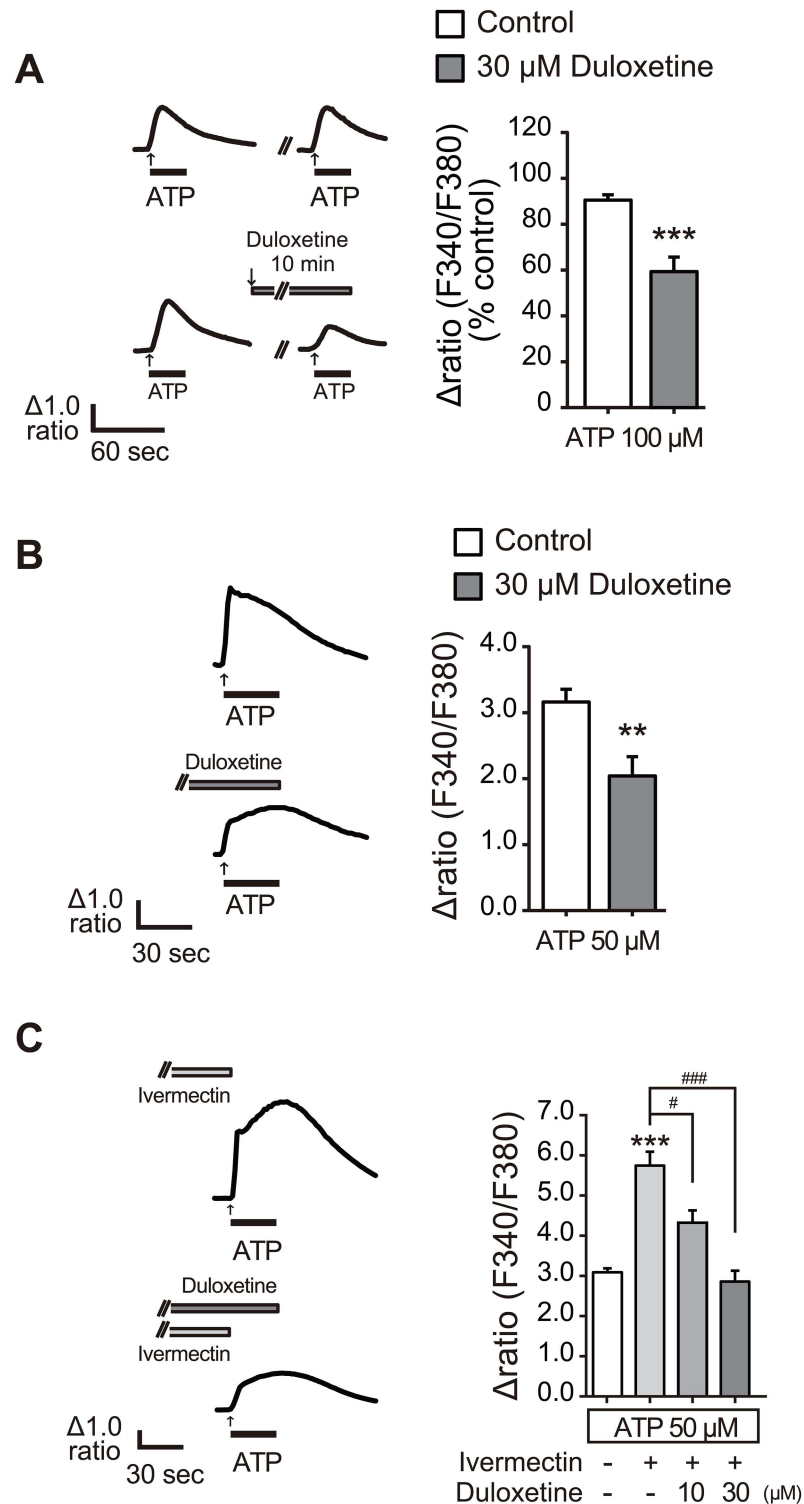 A
Control
30 µM Duloxetine
ATP
ATP
Duloxetine
10 min
ATP
ATP
Δ1.0
ratio
60 sec
Δratio (F340/F380)
(% control)
120
100
80
60
40
20
0
***
ATP 100 µM
B
Control
30 µM Duloxetine
ATP
Duloxetine
ATP
Δ1.0
ratio
30 sec
Δratio (F340/F380)
4.0
3.0
2.0
1.0
0.0
**
ATP 50 µM
C
Ivermectin
ATP
Duloxetine
Ivermectin
ATP
Δ1.0
ratio
30 sec
Δratio (F340/F380)
7.0
6.0
5.0
4.0
3.0
2.0
1.0
0.0
###
#
***
ATP 50 µM
Ivermectin - + + +
Duloxetine - - 10 30 (µM)